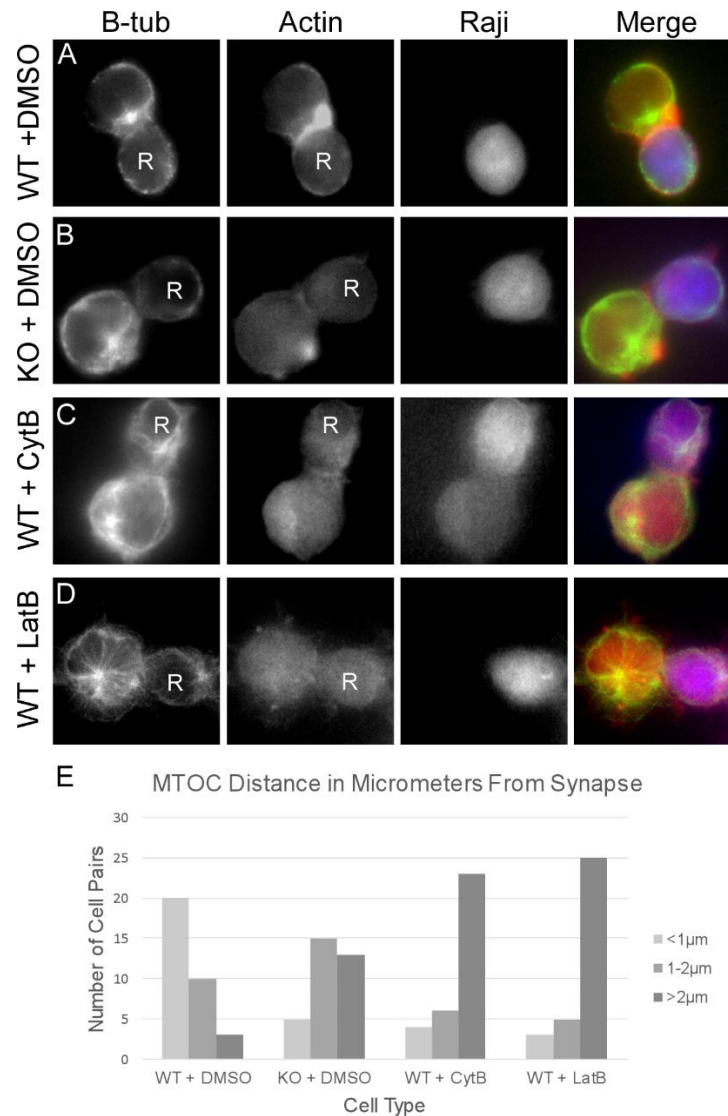 B-tub Actin Raji Merge
A
WT +DMSO
R R
B
KO + DMSO
R R
C
WT + CytB
R R
D
WT + LatB
R R
E
MTOC Distance in Micrometers From Synapse
30
25
20
15
10
5
0
Number of Cell Pairs
WT + DMSO KO + DMSO WT + CytB WT + LatB
Cell Type
<1µm
1-2µm
>2µm